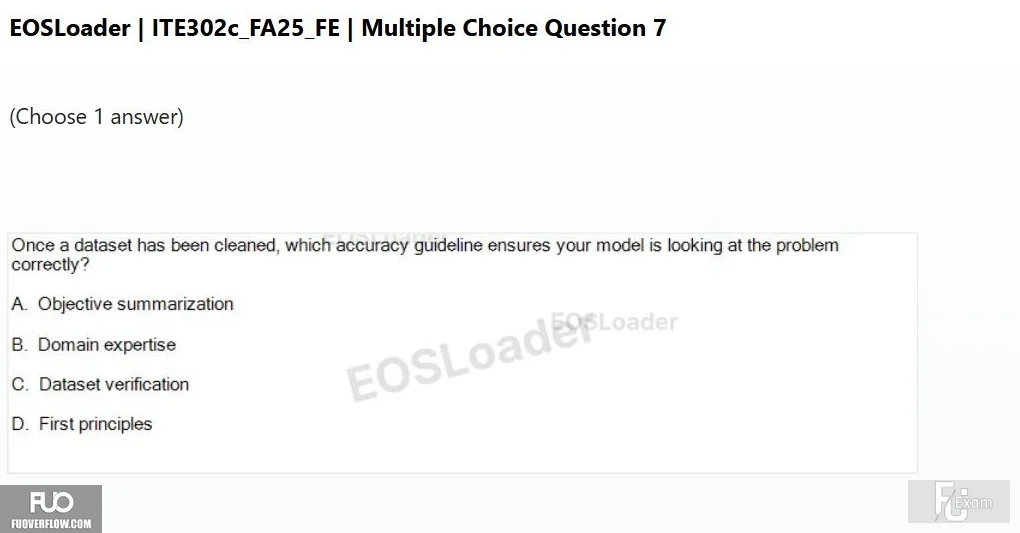 EOSLoader | ITE302c_FA25_FE | Multiple Choice Question 7
(Choose 1 answer)
Once a dataset has been cleaned, which accuracy guideline ensures your model is looking at the problem
correctly?
A. Objective summarization
B. Domain expertise
C. Dataset verification
D. First principles
EOSLoader
EOSLoader
FUO
FUOVERFLOW.COM
Exam